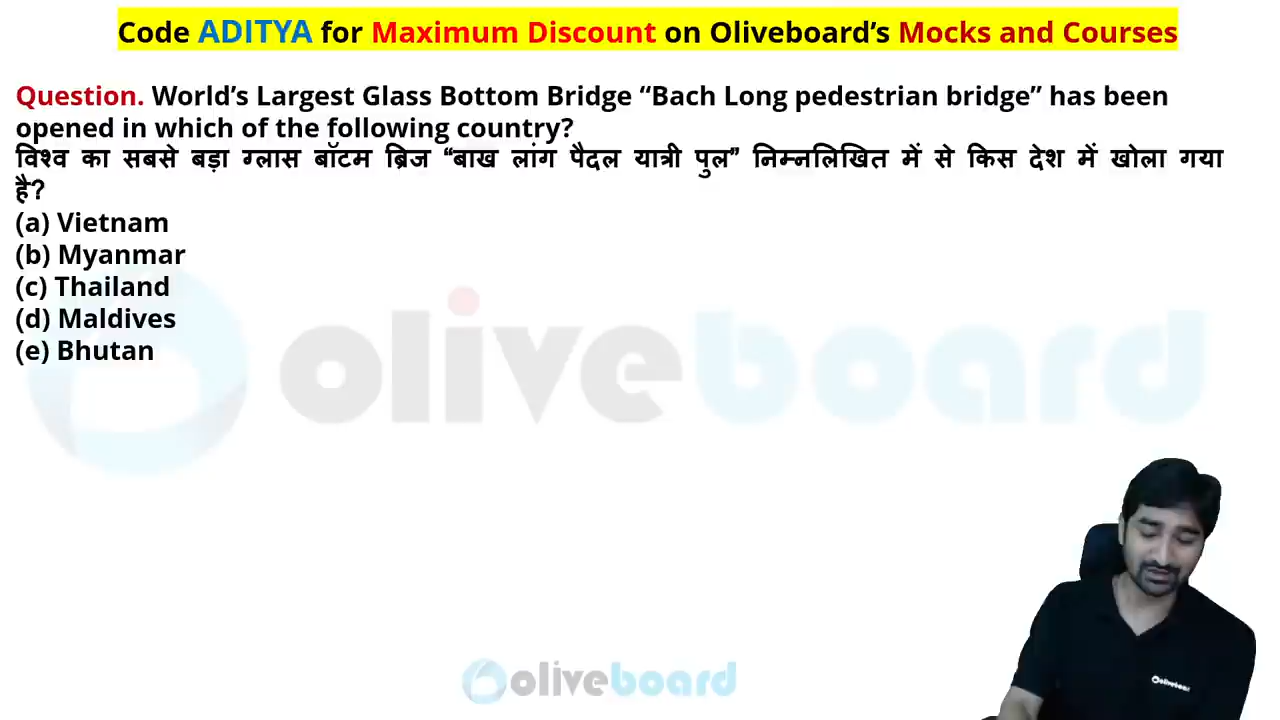 Code ADITYA for Maximum Discount on Oliveboard’s Mocks and Courses
Question. World’s Largest Glass Bottom Bridge “Bach Long pedestrian bridge” has been
opened in which of the following country?
विश्व का सबसे बड़ा ग्लास बॉटम ब्रिज “बाख लांग पैदल यात्री पुल” निम्नलिखित में से किस देश में खोला गया
है?
(a) Vietnam
(b) Myanmar
(c) Thailand
(d) Maldives
(e) Bhutan
oliveboard
oliveboard
oliveboard